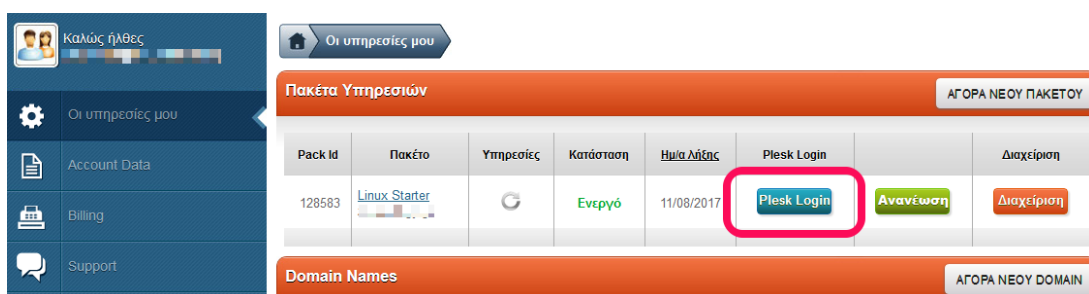 Καλώς ήλθες
Οι υπηρεσίες μου
Οι υπηρεσίες μου
Account Data
Billing
Support
Πακέτα Υπηρεσιών
ΑΓΟΡΑ ΝΕΟΥ ΠΑΚΕΤΟΥ
Pack Id Πακέτο Υπηρεσίες Κατάσταση Ημ/α Λήξης Plesk Login Διαχείριση
128583 Linux Starter Ενεργό 11/08/2017 Plesk Login Ανανέωση Διαχείριση
Domain Names
ΑΓΟΡΑ ΝΕΟΥ DOMAIN